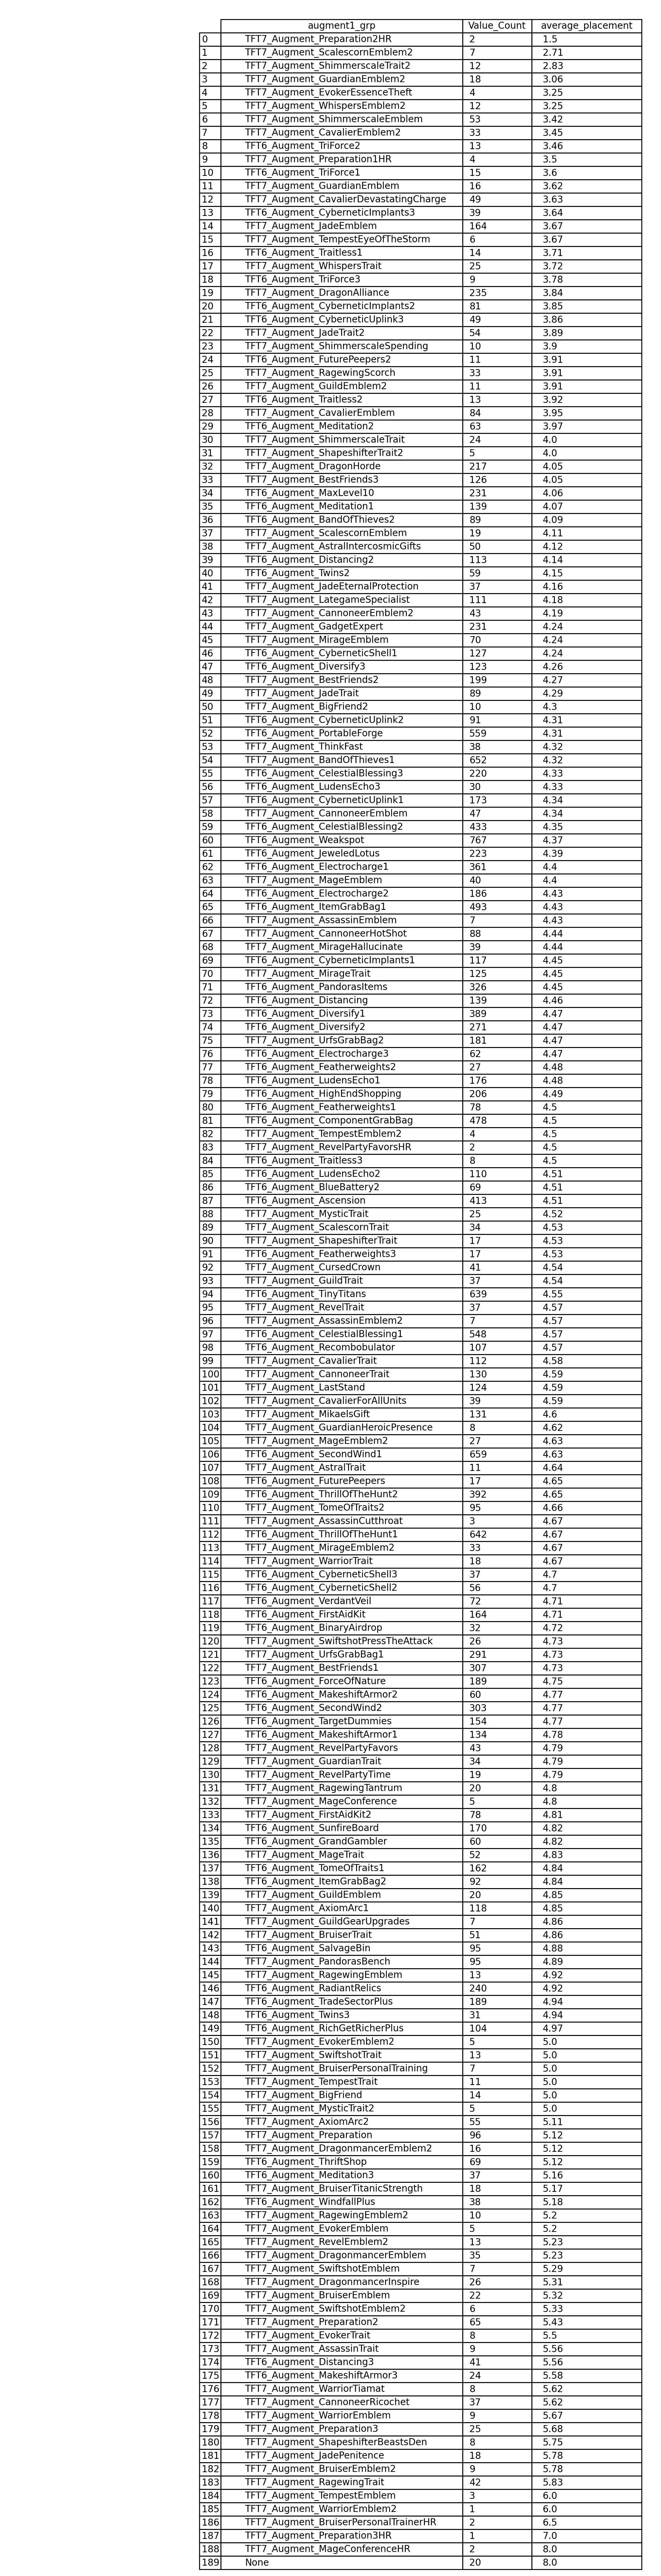 augment1_grp Value_Count average_placement
0 TFT7_Augment_Preparation2HR 2 1.5
1 TFT7_Augment_ScalescornEmblem2 7 2.71
2 TFT7_Augment_ShimmerscaleTrait2 12 2.83
3 TFT7_Augment_GuardianEmblem2 18 3.06
4 TFT7_Augment_EvokerEssenceTheft 4 3.25
5 TFT7_Augment_WhispersEmblem2 12 3.25
6 TFT7_Augment_ShimmerscaleEmblem 53 3.42
7 TFT7_Augment_CavalierEmblem2 33 3.45
8 TFT6_Augment_TriForce2 13 3.46
9 TFT7_Augment_Preparation1HR 4 3.5
10 TFT6_Augment_TriForce1 15 3.6
11 TFT7_Augment_GuardianEmblem 16 3.62
12 TFT7_Augment_CavalierDevastatingCharge 49 3.63
13 TFT6_Augment_CyberneticImplants3 39 3.64
14 TFT7_Augment_JadeEmblem 164 3.67
15 TFT7_Augment_TempestEyeOfTheStorm 6 3.67
16 TFT6_Augment_Traitless1 14 3.71
17 TFT7_Augment_WhispersTrait 25 3.72
18 TFT6_Augment_TriForce3 9 3.78
19 TFT7_Augment_DragonAlliance 235 3.84
20 TFT6_Augment_CyberneticImplants2 81 3.85
21 TFT6_Augment_CyberneticUplink3 49 3.86
22 TFT7_Augment_JadeTrait2 54 3.89
23 TFT7_Augment_ShimmerscaleSpending 10 3.9
24 TFT6_Augment_FuturePeepers2 11 3.91
25 TFT7_Augment_RagewingScorch 33 3.91
26 TFT7_Augment_GuildEmblem2 11 3.91
27 TFT6_Augment_Traitless2 13 3.92
28 TFT7_Augment_CavalierEmblem 84 3.95
29 TFT6_Augment_Meditation2 63 3.97
30 TFT7_Augment_ShimmerscaleTrait 24 4.0
31 TFT7_Augment_ShapeshifterTrait2 5 4.0
32 TFT7_Augment_DragonHorde 217 4.05
33 TFT7_Augment_BestFriends3 126 4.05
34 TFT6_Augment_MaxLevel10 231 4.06
35 TFT6_Augment_Meditation1 139 4.07
36 TFT6_Augment_BandOfThieves2 89 4.09
37 TFT7_Augment_ScalescornEmblem 19 4.11
38 TFT7_Augment_AstralIntercosmicGifts 50 4.12
39 TFT6_Augment_Distancing2 113 4.14
40 TFT6_Augment_Twins2 59 4.15
41 TFT7_Augment_JadeEternalProtection 37 4.16
42 TFT7_Augment_LategameSpecialist 111 4.18
43 TFT7_Augment_CannoneerEmblem2 43 4.19
44 TFT7_Augment_GadgetExpert 231 4.24
45 TFT7_Augment_MirageEmblem 70 4.24
46 TFT6_Augment_CyberneticShell1 127 4.24
47 TFT6_Augment_Diversify3 123 4.26
48 TFT7_Augment_BestFriends2 199 4.27
49 TFT7_Augment_JadeTrait 89 4.29
50 TFT7_Augment_BigFriend2 10 4.3
51 TFT6_Augment_CyberneticUplink2 91 4.31
52 TFT6_Augment_PortableForge 559 4.31
53 TFT7_Augment_ThinkFast 38 4.32
54 TFT7_Augment_BandOfThieves1 652 4.32
55 TFT6_Augment_CelestialBlessing3 220 4.33
56 TFT6_Augment_LudensEcho3 30 4.33
57 TFT6_Augment_CyberneticUplink1 173 4.34
58 TFT7_Augment_CannoneerEmblem 47 4.34
59 TFT6_Augment_CelestialBlessing2 433 4.35
60 TFT6_Augment_Weakspot 767 4.37
61 TFT6_Augment_JeweledLotus 223 4.39
62 TFT6_Augment_Electrocharge1 361 4.4
63 TFT7_Augment_MageEmblem 40 4.4
64 TFT6_Augment_Electrocharge2 186 4.43
65 TFT6_Augment_ItemGrabBag1 493 4.43
66 TFT7_Augment_AssassinEmblem 7 4.43
67 TFT7_Augment_CannoneerHotShot 88 4.44
68 TFT7_Augment_MirageHallucinate 39 4.44
69 TFT6_Augment_CyberneticImplants1 117 4.45
70 TFT7_Augment_MirageTrait 125 4.45
71 TFT6_Augment_PandorasItems 326 4.45
72 TFT6_Augment_Distancing 139 4.46
73 TFT6_Augment_Diversify1 389 4.47
74 TFT6_Augment_Diversify2 271 4.47
75 TFT7_Augment_UrfsGrabBag2 181 4.47
76 TFT6_Augment_Electrocharge3 62 4.47
77 TFT6_Augment_Featherweights2 27 4.48
78 TFT6_Augment_LudensEcho1 176 4.48
79 TFT6_Augment_HighEndShopping 206 4.49
80 TFT6_Augment_Featherweights1 78 4.5
81 TFT6_Augment_ComponentGrabBag 478 4.5
82 TFT7_Augment_TempestEmblem2 4 4.5
83 TFT7_Augment_RevelPartyFavorsHR 2 4.5
84 TFT6_Augment_Traitless3 8 4.5
85 TFT6_Augment_LudensEcho2 110 4.51
86 TFT6_Augment_BlueBattery2 69 4.51
87 TFT6_Augment_Ascension 413 4.51
88 TFT7_Augment_MysticTrait 25 4.52
89 TFT7_Augment_ScalescornTrait 34 4.53
90 TFT7_Augment_ShapeshifterTrait 17 4.53
91 TFT6_Augment_Featherweights3 17 4.53
92 TFT7_Augment_CursedCrown 41 4.54
93 TFT7_Augment_GuildTrait 37 4.54
94 TFT6_Augment_TinyTitans 639 4.55
95 TFT7_Augment_RevelTrait 37 4.57
96 TFT7_Augment_AssassinEmblem2 7 4.57
97 TFT6_Augment_CelestialBlessing1 548 4.57
98 TFT6_Augment_Recombobulator 107 4.57
99 TFT7_Augment_CavalierTrait 112 4.58
100 TFT7_Augment_CannoneerTrait 130 4.59
101 TFT7_Augment_LastStand 124 4.59
102 TFT7_Augment_CavalierForAllUnits 39 4.59
103 TFT7_Augment_MikaelsGift 131 4.6
104 TFT7_Augment_GuardianHeroicPresence 8 4.62
105 TFT7_Augment_MageEmblem2 27 4.63
106 TFT6_Augment_SecondWind1 659 4.63
107 TFT7_Augment_AstralTrait 11 4.64
108 TFT6_Augment_FuturePeepers 17 4.65
109 TFT6_Augment_ThrillOfTheHunt2 392 4.65
110 TFT7_Augment_TomeOfTraits2 95 4.66
111 TFT7_Augment_AssassinCutthroat 3 4.67
112 TFT6_Augment_ThrillOfTheHunt1 642 4.67
113 TFT7_Augment_MirageEmblem2 33 4.67
114 TFT7_Augment_WarriorTrait 18 4.67
115 TFT6_Augment_CyberneticShell3 37 4.7
116 TFT6_Augment_CyberneticShell2 56 4.7
117 TFT6_Augment_VerdantVeil 72 4.71
118 TFT6_Augment_FirstAidKit 164 4.71
119 TFT6_Augment_BinaryAirdrop 32 4.72
120 TFT7_Augment_SwiftshotPressTheAttack 26 4.73
121 TFT7_Augment_UrfsGrabBag1 291 4.73
122 TFT7_Augment_BestFriends1 307 4.73
123 TFT6_Augment_ForceOfNature 189 4.75
124 TFT6_Augment_MakeshiftArmor2 60 4.77
125 TFT6_Augment_SecondWind2 303 4.77
126 TFT6_Augment_TargetDummies 154 4.77
127 TFT6_Augment_MakeshiftArmor1 134 4.78
128 TFT7_Augment_RevelPartyFavors 43 4.79
129 TFT7_Augment_GuardianTrait 34 4.79
130 TFT7_Augment_RevelPartyTime 19 4.79
131 TFT7_Augment_RagewingTantrum 20 4.8
132 TFT7_Augment_MageConference 5 4.8
133 TFT7_Augment_FirstAidKit2 78 4.81
134 TFT6_Augment_SunfireBoard 170 4.82
135 TFT6_Augment_GrandGambler 60 4.82
136 TFT7_Augment_MageTrait 52 4.83
137 TFT6_Augment_TomeOfTraits1 162 4.84
138 TFT6_Augment_ItemGrabBag2 92 4.84
139 TFT7_Augment_GuildEmblem 20 4.85
140 TFT7_Augment_AxiomArc1 118 4.85
141 TFT7_Augment_GuildGearUpgrades 7 4.86
142 TFT7_Augment_BruiserTrait 51 4.86
143 TFT6_Augment_SalvageBin 95 4.88
144 TFT7_Augment_PandorasBench 95 4.89
145 TFT7_Augment_RagewingEmblem 13 4.92
146 TFT6_Augment_RadiantRelics 240 4.92
147 TFT6_Augment_TradeSectorPlus 189 4.94
148 TFT6_Augment_Twins3 31 4.94
149 TFT6_Augment_RichGetRicherPlus 104 4.97
150 TFT7_Augment_EvokerEmblem2 5 5.0
151 TFT7_Augment_SwiftshotTrait 13 5.0
152 TFT7_Augment_BruiserPersonalTraining 7 5.0
153 TFT7_Augment_TempestTrait 11 5.0
154 TFT7_Augment_BigFriend 14 5.0
155 TFT7_Augment_MysticTrait2 5 5.0
156 TFT7_Augment_AxiomArc2 55 5.11
157 TFT7_Augment_Preparation 96 5.12
158 TFT7_Augment_DragonmancerEmblem2 16 5.12
159 TFT6_Augment_ThriftShop 69 5.12
160 TFT6_Augment_Meditation3 37 5.16
161 TFT7_Augment_BruiserTitanicStrength 18 5.17
162 TFT6_Augment_WindfallPlus 38 5.18
163 TFT7_Augment_RagewingEmblem2 10 5.2
164 TFT7_Augment_EvokerEmblem 5 5.2
165 TFT7_Augment_RevelEmblem2 13 5.23
166 TFT7_Augment_DragonmancerEmblem 35 5.23
167 TFT7_Augment_SwiftshotEmblem 7 5.29
168 TFT7_Augment_DragonmancerInspire 26 5.31
169 TFT7_Augment_BruiserEmblem 22 5.32
170 TFT7_Augment_SwiftshotEmblem2 6 5.33
171 TFT7_Augment_Preparation2 65 5.43
172 TFT7_Augment_EvokerTrait 8 5.5
173 TFT7_Augment_AssassinTrait 9 5.56
174 TFT6_Augment_Distancing3 41 5.56
175 TFT6_Augment_MakeshiftArmor3 24 5.58
176 TFT7_Augment_WarriorTiamat 8 5.62
177 TFT7_Augment_CannoneerRicochet 37 5.62
178 TFT7_Augment_WarriorEmblem 9 5.67
179 TFT7_Augment_Preparation3 25 5.68
180 TFT7_Augment_ShapeshifterBeastsDen 8 5.75
181 TFT7_Augment_JadePenitence 18 5.78
182 TFT7_Augment_BruiserEmblem2 9 5.78
183 TFT7_Augment_RagewingTrait 42 5.83
184 TFT7_Augment_TempestEmblem 3 6.0
185 TFT7_Augment_WarriorEmblem2 1 6.0
186 TFT7_Augment_BruiserPersonalTrainerHR 2 6.5
187 TFT7_Augment_Preparation3HR 1 7.0
188 TFT7_Augment_MageConferenceHR 2 8.0
189 None 20 8.0